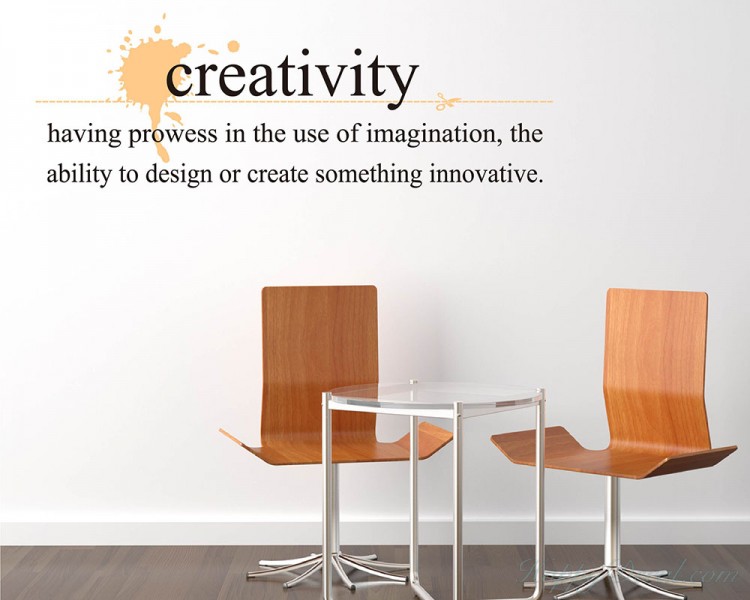 creativity
having prowess in the use of imagination, the
ability to design or create something innovative.